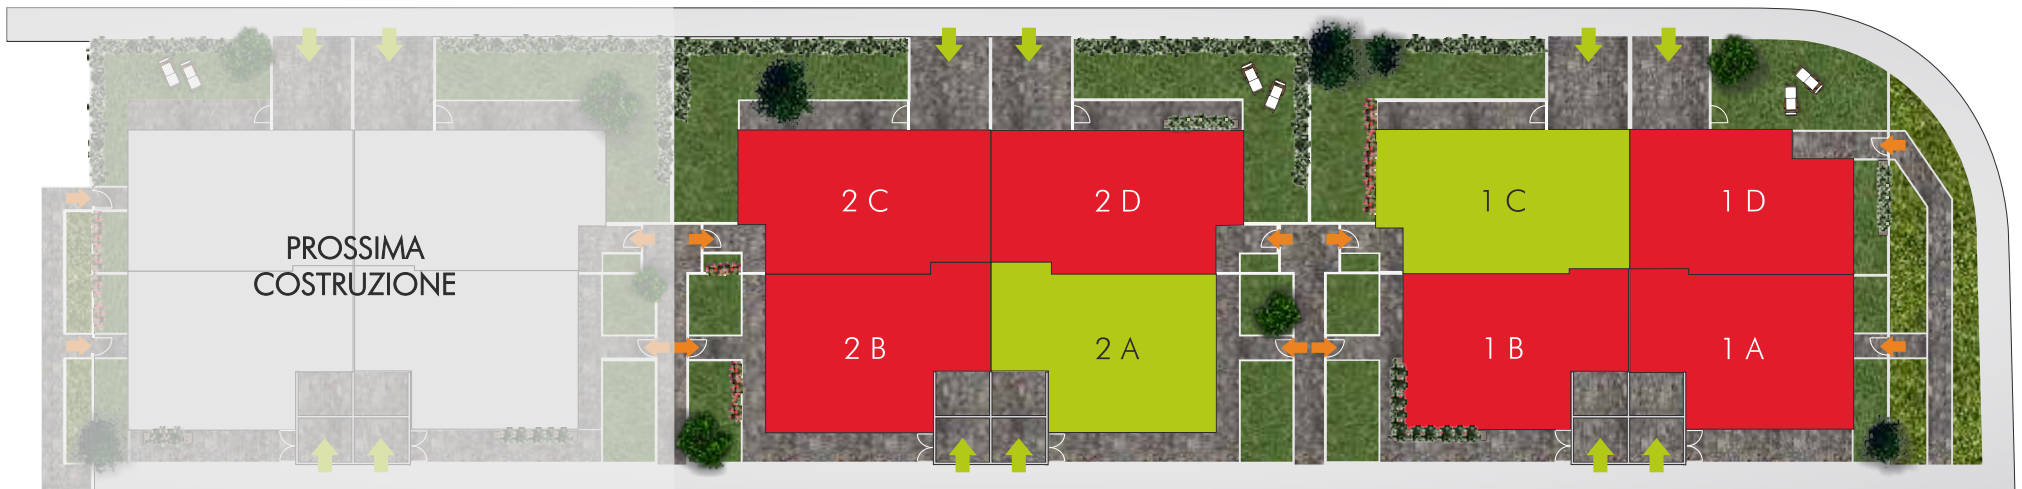 PROSSIMA
COSTRUZIONE
2 C
2 D
1 C
1 D
2 B
2 A
1 B
1 A